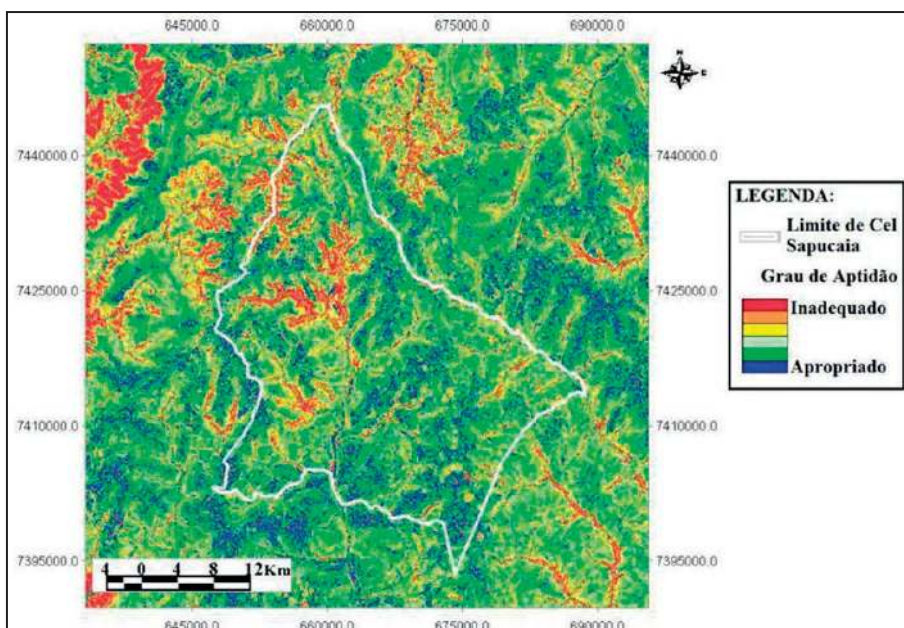 645000.0 660000.0 675000.0 690000.0
N
E
7440000.0 7440000.0
7425000.0 7425000.0
7410000.0 7410000.0
7395000.0 7395000.0
LEGENDA:
Limite de Cel
Sapucaia
Grau de Aptidão
Inadequado
Apropriado
4 0 4 8 12Km
645000.0 660000.0 675000.0 690000.0